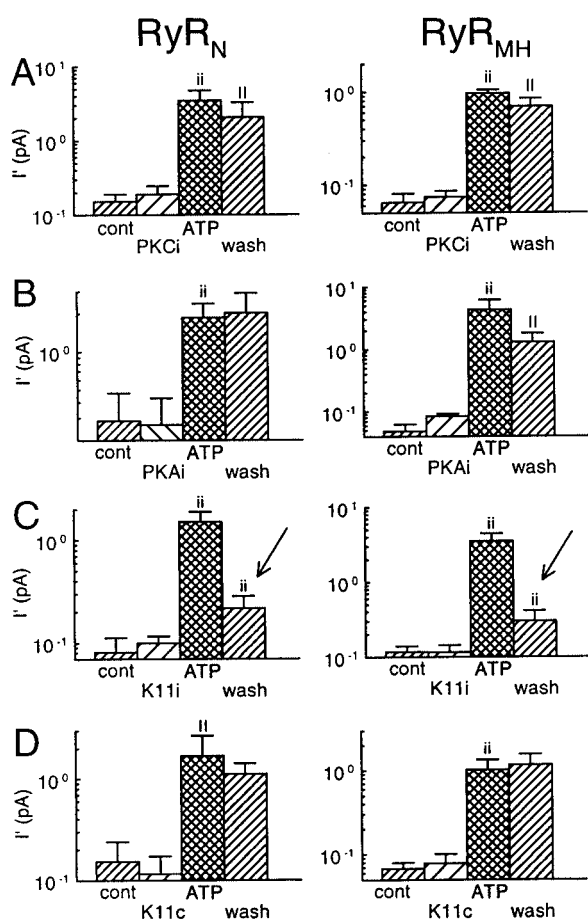 RyR_N RyR_MH
A
I' (pA)
10^1
10^0
10^-1
ii
II
cont
PKCi
ATP
wash
10^0
10^-1
ii
II
cont
PKCi
ATP
wash
B
I' (pA)
10^0
ii
cont
PKAi
ATP
wash
10^1
10^0
10^-1
ii
II
cont
PKAi
ATP
wash
C
I' (pA)
10^0
10^-1
ii
ii
cont
K11i
ATP
wash
10^1
10^0
10^-1
ii
ii
cont
K11i
ATP
wash
D
I' (pA)
10^0
10^-1
II
cont
K11c
ATP
wash
10^0
10^-1
ii
cont
K11c
ATP
wash